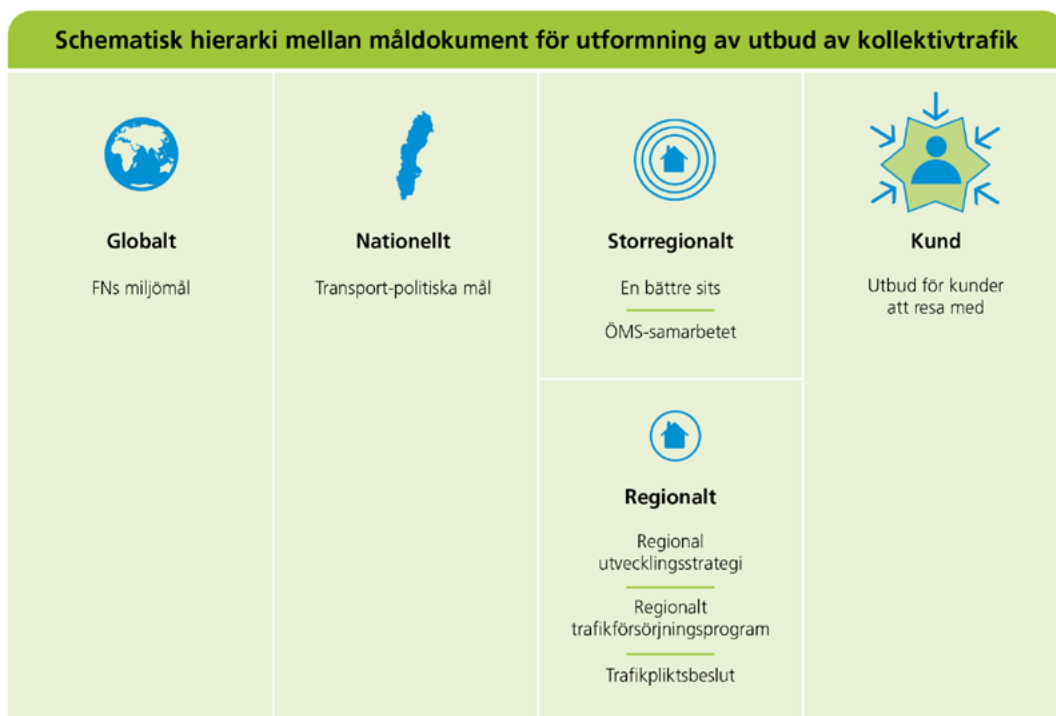 Schematisk hierarki mellan måldokument för utformning av utbud av kollektivtrafik
Globalt
FNs miljömål
Nationellt
Transport-politiska mål
Storregionalt
En bättre sits
ÖMS-samarbetet
Regionalt
Regional
utvecklingsstrategi
Regionalt
trafikförsörjningsprogram
Trafikpliktsbeslut
Kund
Utbud för kunder
att resa med